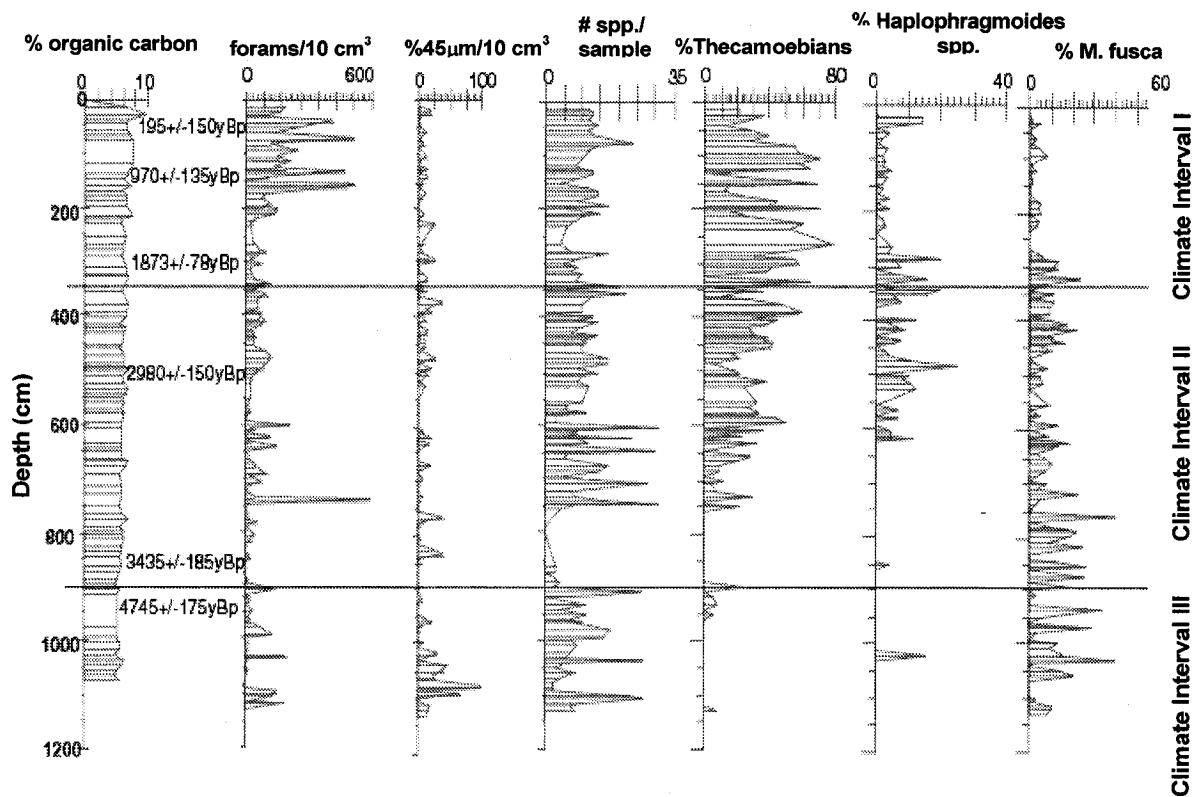 % organic carbon
forams/10 cm³
%45µm/10 cm³
# spp./
sample
%Thecamoebians
% Haplophragmoides
spp.
% M. fusca
0 10
0 600
0 100
0 35
0 80
0 40
0 60
0
200
400
600
800
1000
1200
Depth (cm)
195+/-150yBp
970+/-135yBp
1873+/-78yBp
2980+/-150yBp
3435+/-185yBp
4745+/-175yBp
Climate Interval I
Climate Interval II
Climate Interval III